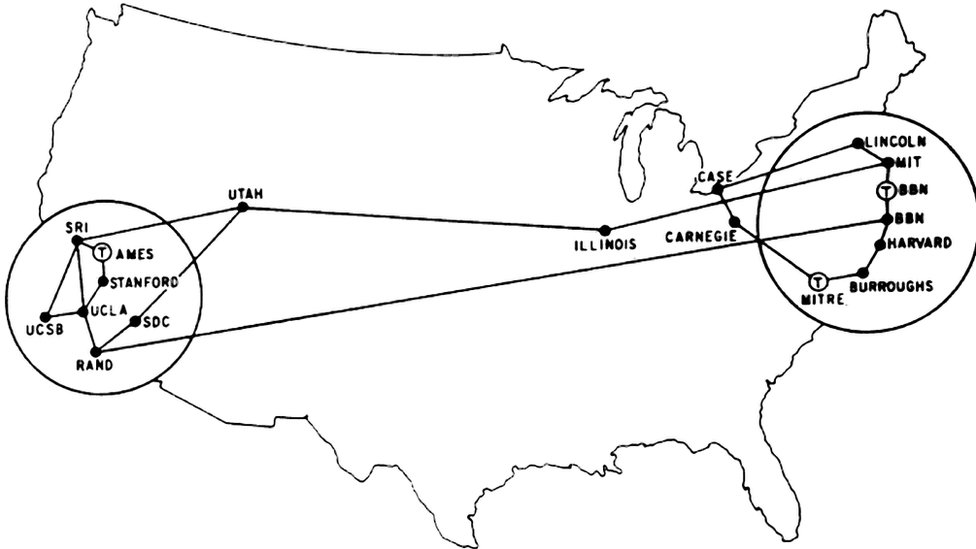 LINCOLN
MIT
CASE
T BBN
UTAH
BBN
SRI
ILLINOIS
CARNEGIE
HARVARD
T AMES
STANFORD
T
BURROUGHS
MITRE
UCLA
SDC
UCSB
RAND